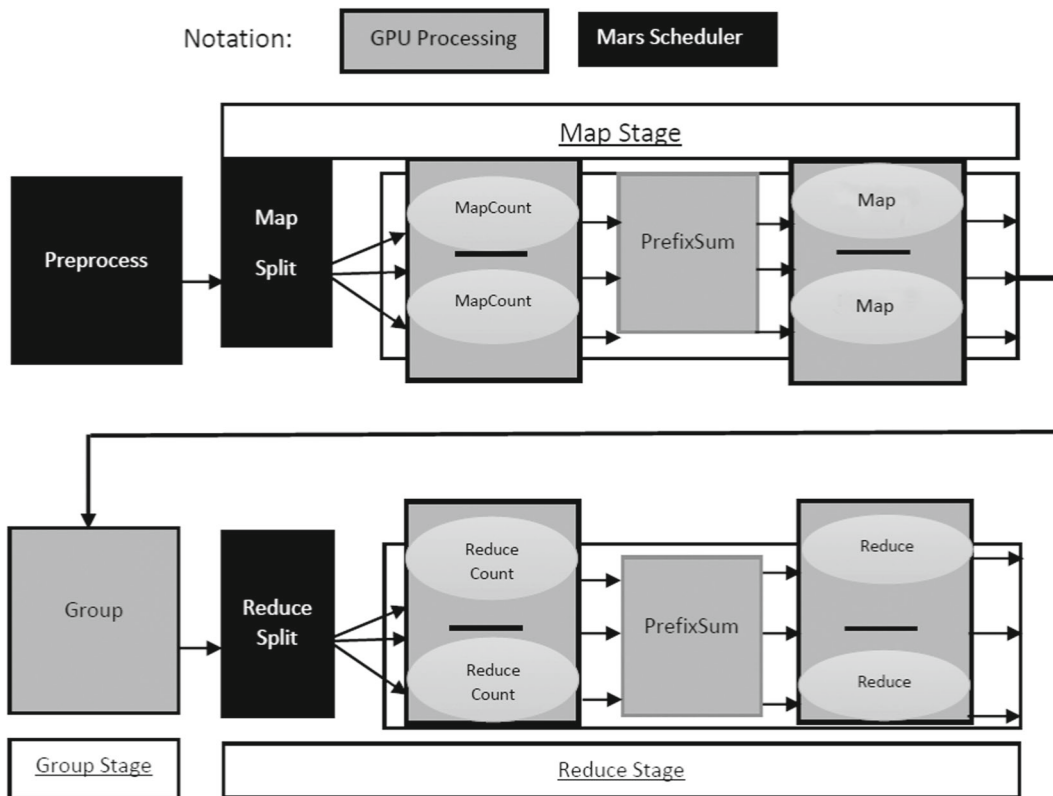 Notation:
GPU Processing
Mars Scheduler
Map Stage
Preprocess
Map
Split
MapCount
MapCount
PrefixSum
Map
Map
Group
Reduce
Split
Reduce
Count
Reduce
Count
PrefixSum
Reduce
Reduce
Group Stage
Reduce Stage